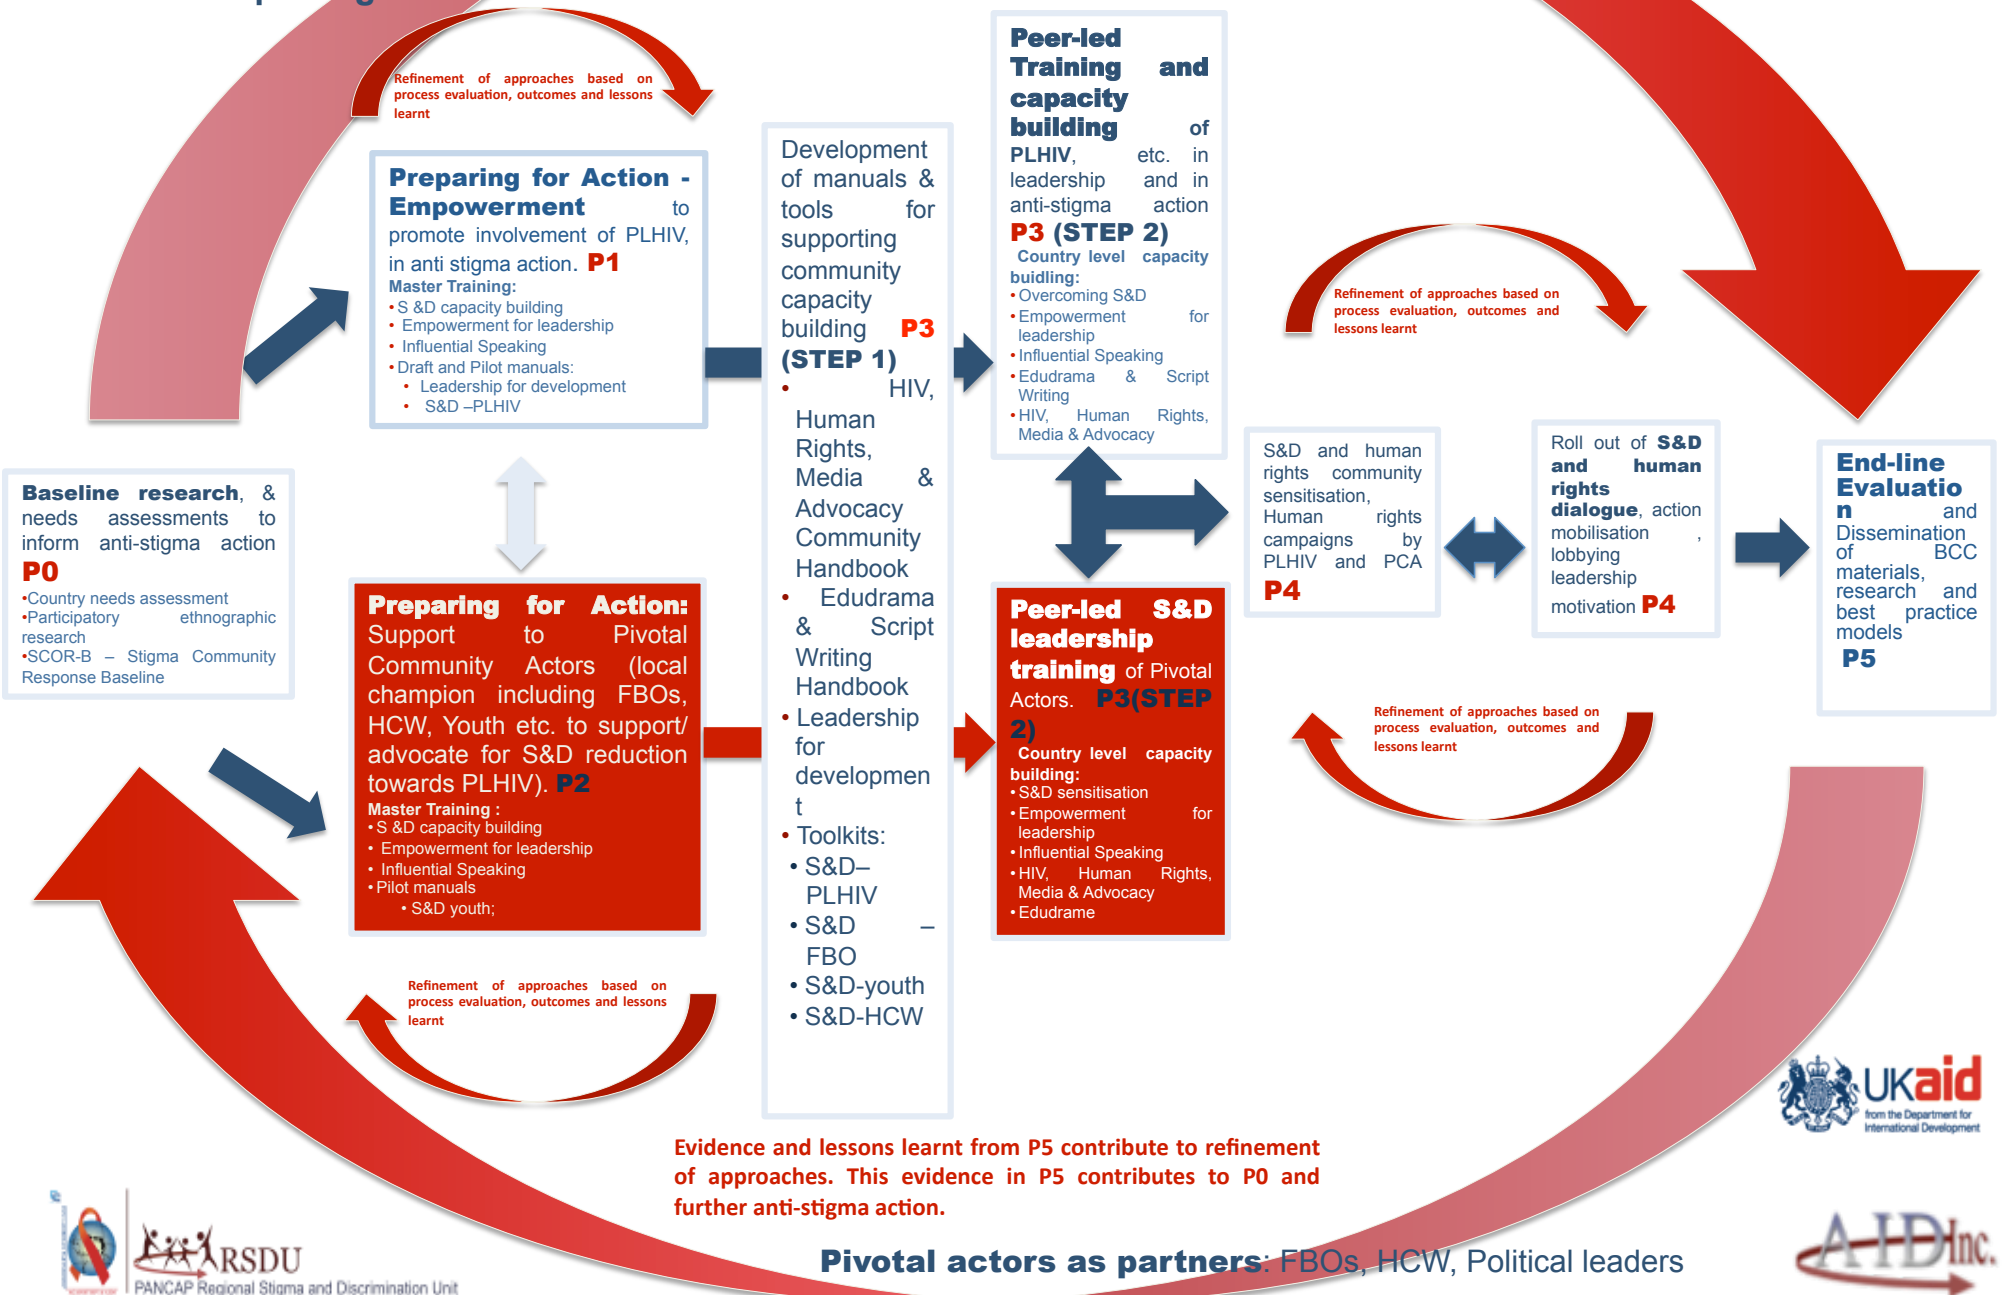 Refinement of approaches based on
process evaluation, outcomes and lessons
learnt
Preparing for Action -
Empowerment to
promote involvement of PLHIV,
in anti stigma action. P1
Master Training:
• S &D capacity building
• Empowerment for leadership
• Influential Speaking
• Draft and Pilot manuals:
• Leadership for development
• S&D –PLHIV
Baseline research, &
needs assessments to
inform anti-stigma action
P0
•Country needs assessment
•Participatory ethnographic
research
•SCOR-B – Stigma Community
Response Baseline
Preparing for Action:
Support to Pivotal
Community Actors (local
champion including FBOs,
HCW, Youth etc. to support/
advocate for S&D reduction
towards PLHIV). P2
Master Training :
• S &D capacity building
• Empowerment for leadership
• Influential Speaking
• Pilot manuals
• S&D youth;
Refinement of approaches based on
process evaluation, outcomes and lessons
learnt
Development
of manuals &
tools for
supporting
community
capacity
building P3
(STEP 1)
• HIV,
Human
Rights,
Media &
Advocacy
Community
Handbook
• Edudrama
& Script
Writing
Handbook
• Leadership
for
developmen
t
• Toolkits:
• S&D–
PLHIV
• S&D –
FBO
• S&D-youth
• S&D-HCW
Peer-led
Training and
capacity
building of
PLHIV, etc. in
leadership and in
anti-stigma action
P3 (STEP 2)
Country level capacity
buidling:
• Overcoming S&D
• Empowerment for
leadership
• Influential Speaking
• Edudrama & Script
Writing
• HIV, Human Rights,
Media & Advocacy
Peer-led S&D
leadership
training of Pivotal
Actors. P3(STEP
2)
Country level capacity
building:
• S&D sensitisation
• Empowerment for
leadership
• Influential Speaking
• HIV, Human Rights,
Media & Advocacy
• Edudrame
Refinement of approaches based on
process evaluation, outcomes and
lessons learnt
S&D and human
rights community
sensitisation,
Human rights
campaigns by
PLHIV and PCA
P4
Roll out of S&D
and human
rights
dialogue, action
mobilisation ,
lobbying
leadership
motivation P4
End-line
Evaluatio
n and
Dissemination
of BCC
materials,
research and
best practice
models
P5
Refinement of approaches based on
process evaluation, outcomes and
lessons learnt
Evidence and lessons learnt from P5 contribute to refinement
of approaches. This evidence in P5 contributes to P0 and
further anti-stigma action.
Pivotal actors as partners: FBOs, HCW, Political leaders
UKaid
from the Department for
International Development
RSDU
PANCAP Regional Stigma and Discrimination Unit
AIDInc.